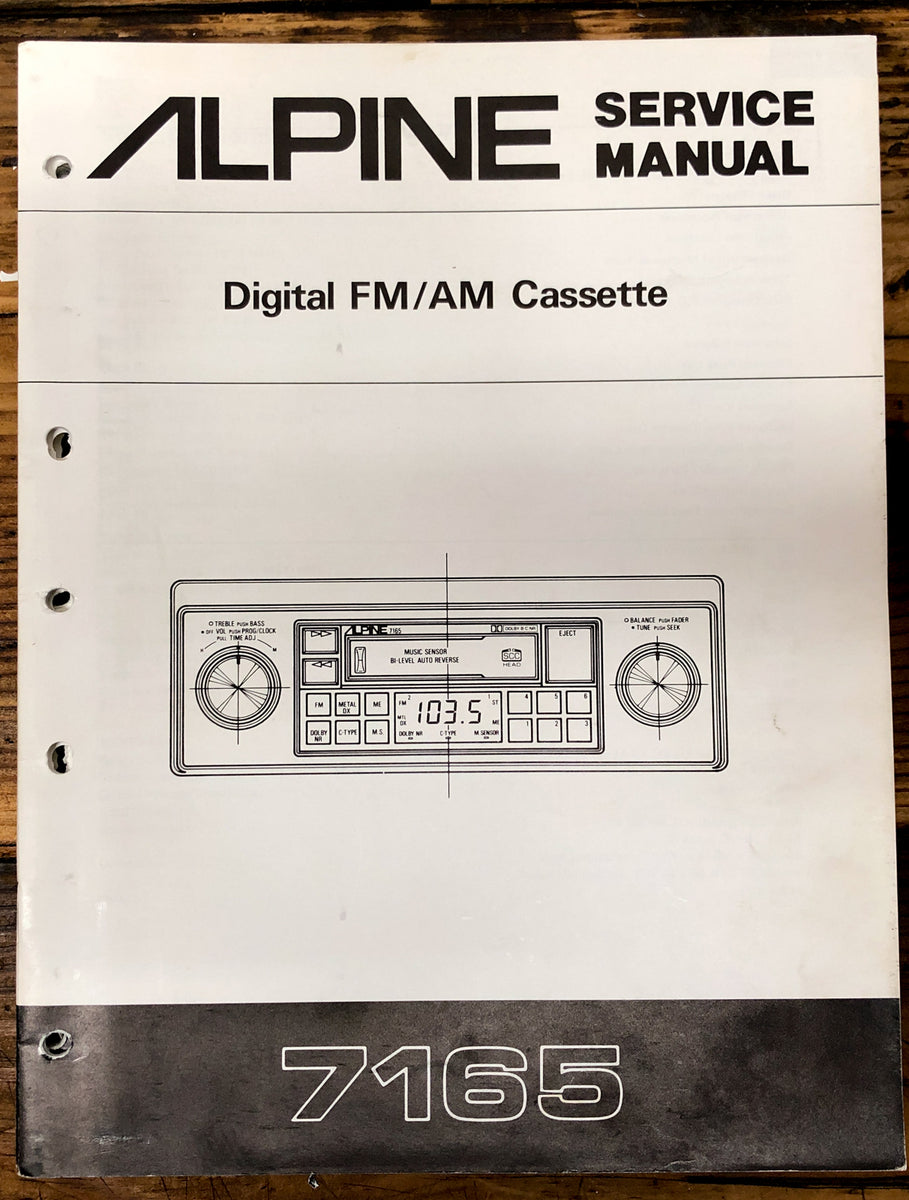 ALPINE SERVICE MANUAL
Digital FM/AM Cassette
TREBLE PUSH BASS
OFF VOL PUSH PROG/CLOCK
PULL TIME ADJ
H M
ALPINE 7165
DOLBY B·C NR
EJECT
MUSIC SENSOR
BI-LEVEL AUTO REVERSE
SCC
HEAD
BALANCE PUSH FADER
TUNE PUSH SEEK
FM METAL DX ME
DOLBY NR C-TYPE M.S.
FM 2 1 ST
MTL DX 103.5 ME
DOLBY NR C-TYPE M.SENSOR
4 5 6
1 2 3
7165